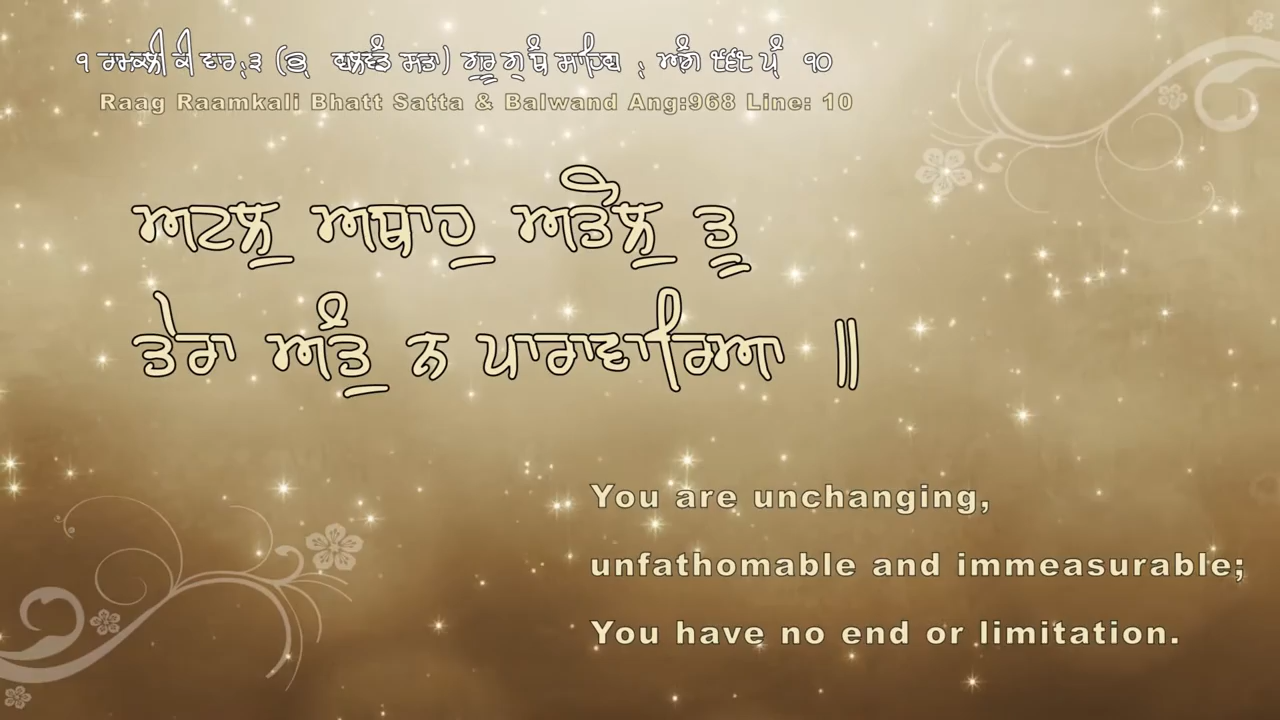 ੧ ਰਾਮਕਲੀ ਕੀ ਵਾਰ ੩ ਬਲਵੰਡ ਸਤਾ) ਗੁਰੂ ਗ੍ਰੰਥ ਸਾਹਿਬ ਅੰਗ ੯੬੮ ੧੦
Raag Raamkali Bhatt Satta & Balwand Ang:968 Line: 10
ਅਟਲੁ ਅਥਾਹੁ ਅਤੋਲੁ ਤੂ
ਤੇਰਾ ਅੰਤੁ ਨ ਪਾਰਾਵਾਰਿਆ ॥
You are unchanging,
unfathomable and immeasurable;
You have no end or limitation.